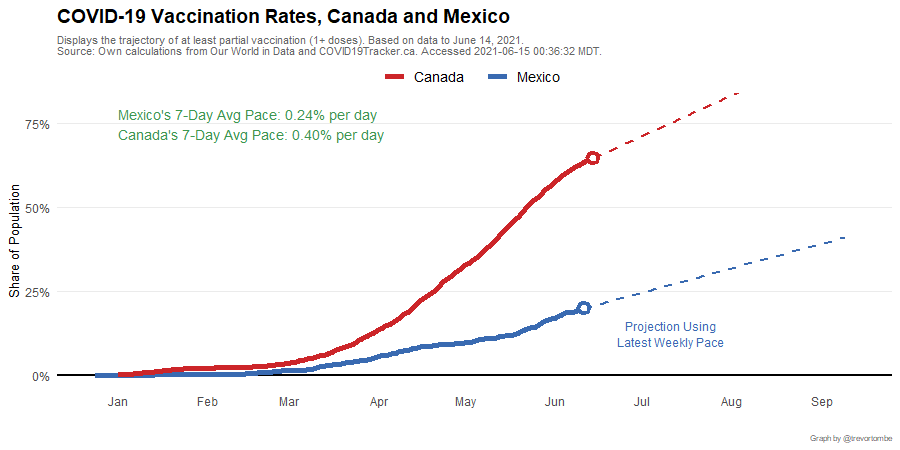 COVID-19 Vaccination Rates, Canada and Mexico
Displays the trajectory of at least partial vaccination (1+ doses). Based on data to June 14, 2021.
Source: Own calculations from Our World in Data and COVID19Tracker.ca. Accessed 2021-06-15 00:36:32 MDT.
Canada Mexico
Mexico's 7-Day Avg Pace: 0.24% per day
Canada's 7-Day Avg Pace: 0.40% per day
Share of Population
75%
50%
25%
0%
Projection Using
Latest Weekly Pace
Jan Feb Mar Apr May Jun Jul Aug Sep
Graph by @trevortombe